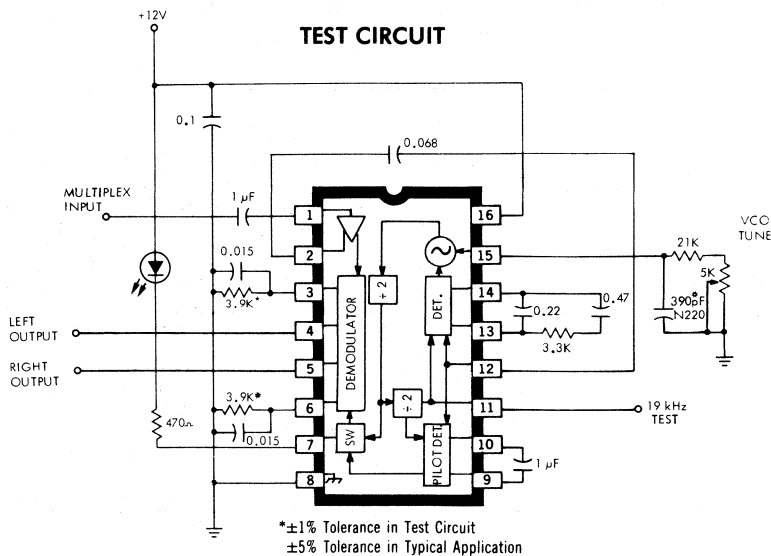 +12V
TEST CIRCUIT
0.1
0.068
MULTIPLEX
INPUT
1 µF
1
16
VCO
TUNE
2
15
21K
0.015
5K
3
÷ 2
DET.
14
0.22
0.47
390pF*
N220
3.9K*
LEFT
OUTPUT
4
DEMODULATOR
13
3.3K
RIGHT
OUTPUT
5
12
3.9K*
6
÷ 2
11
19 kHz
TEST
470Ω
0.015
7
SW
PILOT DET.
10
1 µF
8
9
*±1% Tolerance in Test Circuit
±5% Tolerance in Typical Application